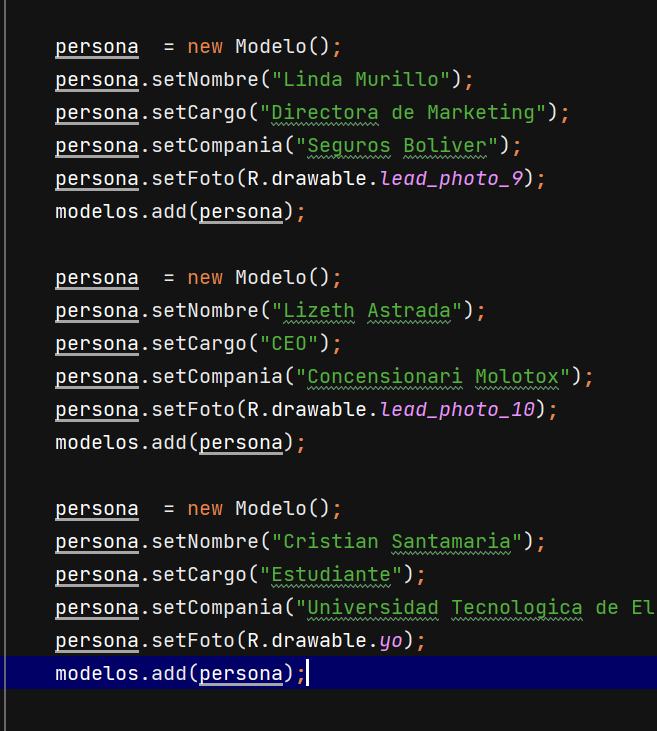 persona  = new Modelo();
persona.setNombre("Linda Murillo");
persona.setCargo("Directora de Marketing");
persona.setCompania("Seguros Boliver");
persona.setFoto(R.drawable.lead_photo_9);
modelos.add(persona);
persona  = new Modelo();
persona.setNombre("Lizeth Astrada");
persona.setCargo("CEO");
persona.setCompania("Concensionari Molotox");
persona.setFoto(R.drawable.lead_photo_10);
modelos.add(persona);
persona  = new Modelo();
persona.setNombre("Cristian Santamaria");
persona.setCargo("Estudiante");
persona.setCompania("Universidad Tecnologica de El
persona.setFoto(R.drawable.yo);
modelos.add(persona);